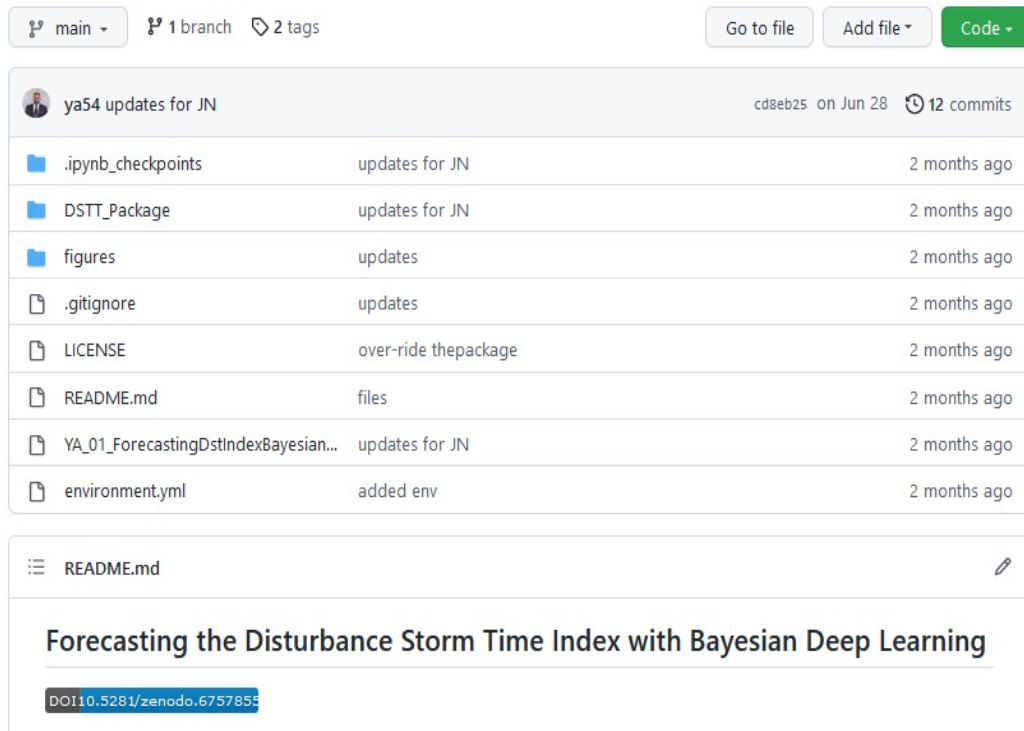 main 1 branch 2 tags Go to file Add file Code
ya54 updates for JN cd8eb25 on Jun 28 12 commits
.ipynb_checkpoints updates for JN 2 months ago
DSTT_Package updates for JN 2 months ago
figures updates 2 months ago
.gitignore updates 2 months ago
LICENSE over-ride thepackage 2 months ago
README.md files 2 months ago
YA_01_ForecastingDstIndexBayesian... updates for JN 2 months ago
environment.yml added env 2 months ago
README.md
Forecasting the Disturbance Storm Time Index with Bayesian Deep Learning
DOI10.5281/zenodo.6757855